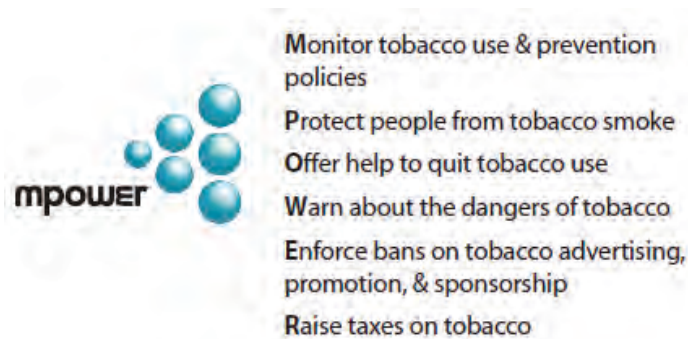 mpower
Monitor tobacco use & prevention
policies
Protect people from tobacco smoke
Offer help to quit tobacco use
Warn about the dangers of tobacco
Enforce bans on tobacco advertising,
promotion, & sponsorship
Raise taxes on tobacco